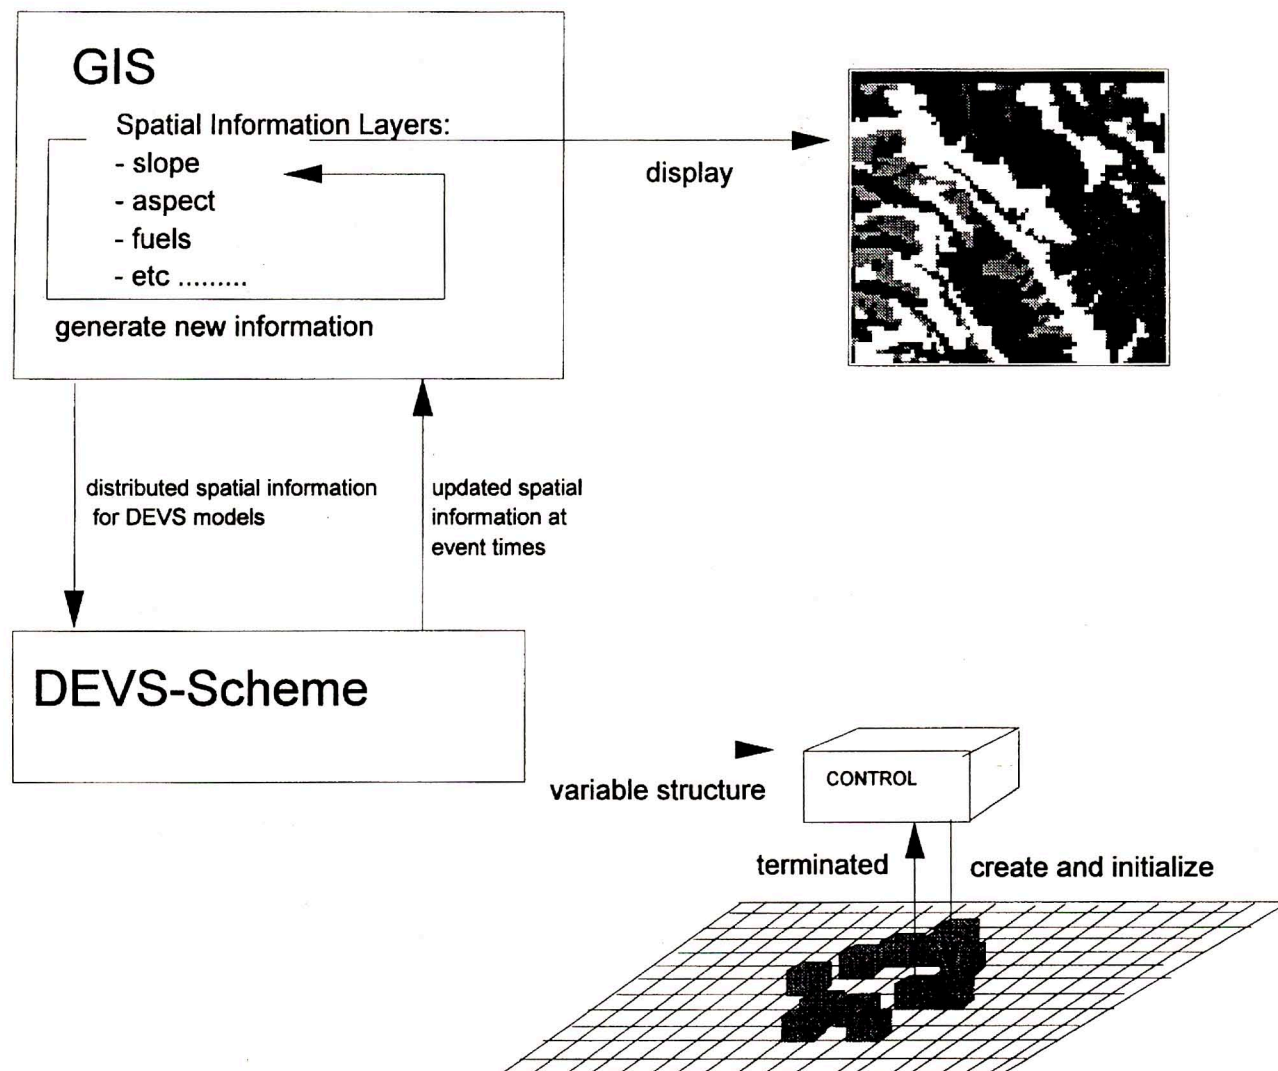 GIS
Spatial Information Layers:
- slope
- aspect
- fuels
- etc .........
generate new information
display
distributed spatial information
for DEVS models
updated spatial
information at
event times
DEVS-Scheme
variable structure
CONTROL
terminated
create and initialize